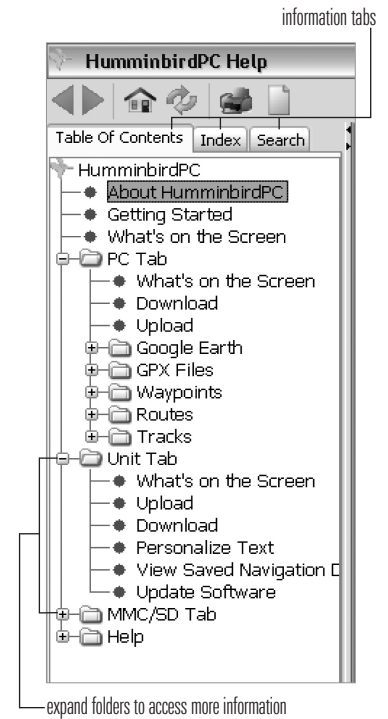 information tabs
HumminbirdPC Help
Table Of Contents Index Search
HumminbirdPC
About HumminbirdPC
Getting Started
What's on the Screen
PC Tab
What's on the Screen
Download
Upload
Google Earth
GPX Files
Waypoints
Routes
Tracks
Unit Tab
What's on the Screen
Upload
Download
Personalize Text
View Saved Navigation D
Update Software
MMC/SD Tab
Help
expand folders to access more information